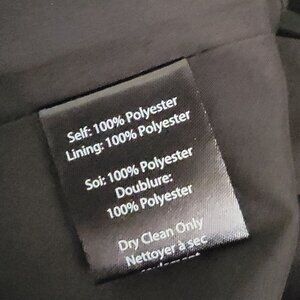 Self: 100% Polyester
Lining: 100% Polyester
Soi: 100% Polyester
Doublure:
100% Polyester
Dry Clean Only
Nettoyer à sec